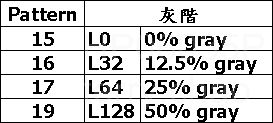 Pattern 灰階
15 L0 0% gray
16 L32 12.5% gray
17 L64 25% gray
19 L128 50% gray